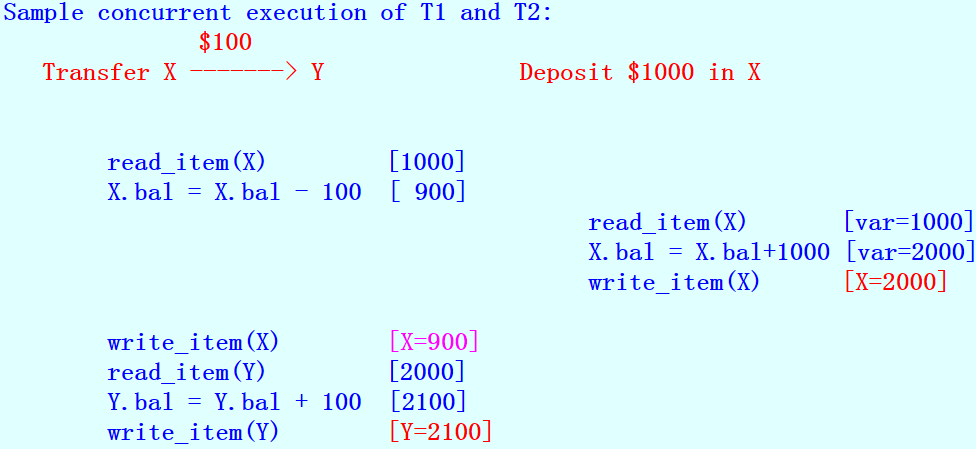 Sample concurrent execution of T1 and T2:
$100
Transfer X -------> Y Deposit $1000 in X
read_item(X) [1000]
X.bal = X.bal - 100 [ 900]
read_item(X) [var=1000]
X.bal = X.bal+1000 [var=2000]
write_item(X) [X=2000]
write_item(X) [X=900]
read_item(Y) [2000]
Y.bal = Y.bal + 100 [2100]
write_item(Y) [Y=2100]